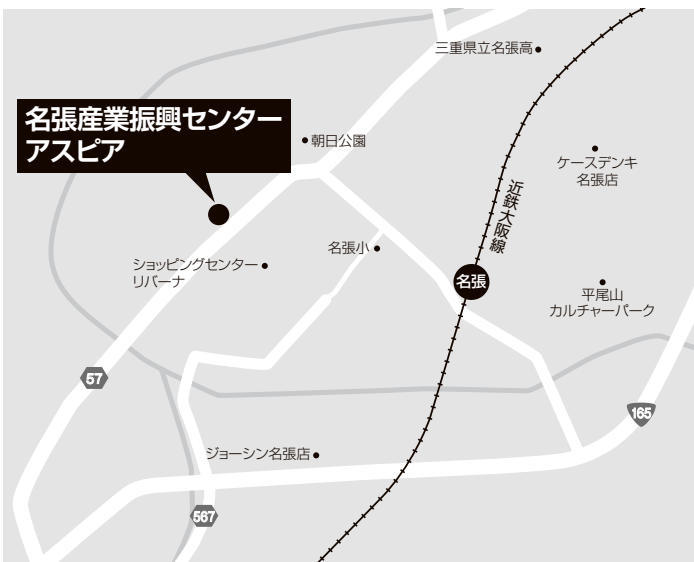 三重県立名張高
名張産業振興センター
アスピア
朝日公園
ケースデンキ
名張店
近鉄大阪線
名張小
ショッピングセンター
リバーナ
名張
平尾山
カルチャーパーク
57
165
ジョーシン名張店
567